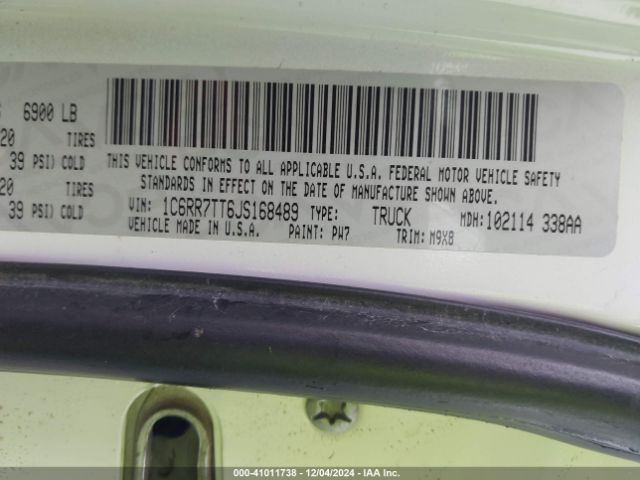 6900 LB
20 TIRES
39 PSI) COLD
20 TIRES
39 PSI) COLD
THIS VEHICLE CONFORMS TO ALL APPLICABLE U.S.A. FEDERAL MOTOR VEHICLE SAFETY
STANDARDS IN EFFECT ON THE DATE OF MANUFACTURE SHOWN ABOVE.
VIN: 1C6RR7TT6JS168489 TYPE: TRUCK MDH: 102114 338AA
VEHICLE MADE IN U.S.A. PAINT: PW7 TRIM: M9X8
000-41011738 - 12/04/2024 - IAA Inc.